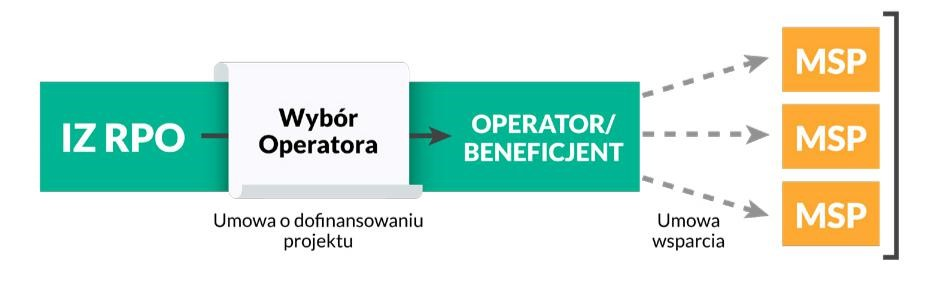 IZ RPO
Wybór
Operatora
OPERATOR/
BENEFICJENT
MSP
MSP
MSP
Umowa o dofinansowaniu
projektu
Umowa
wsparcia